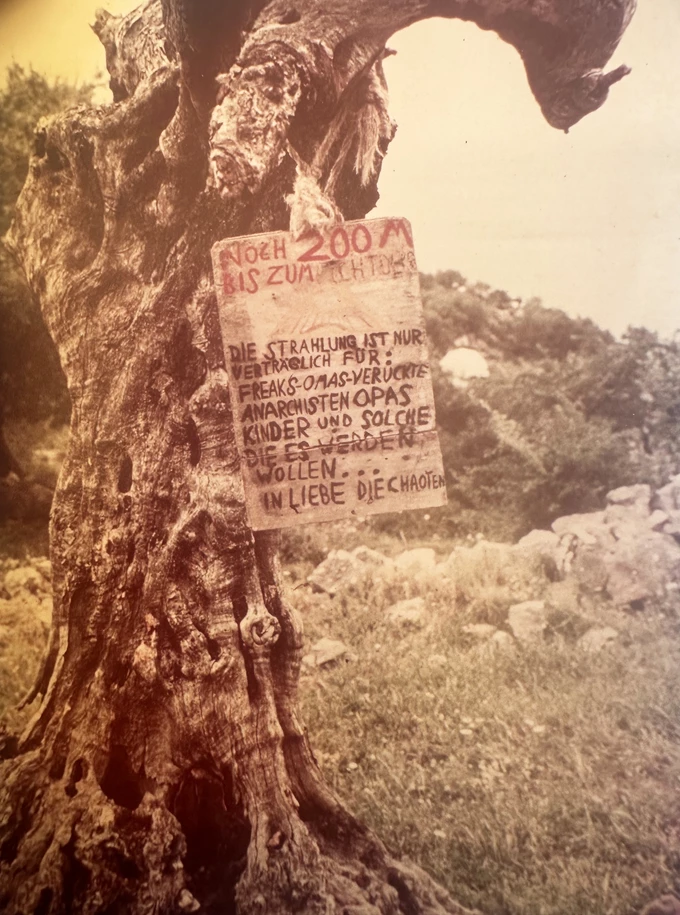 NOCH 200 M
BIS ZUM
DIE STRAHLUNG IST NUR
VERTRÄGLICH FÜR:
FREAKS-OMAS-VERÜCKTE
ANARCHISTEN OPAS
KINDER UND SOLCHE
DIE ES WERDEN
WOLLEN....
IN LIEBE DIE CHAOTEN